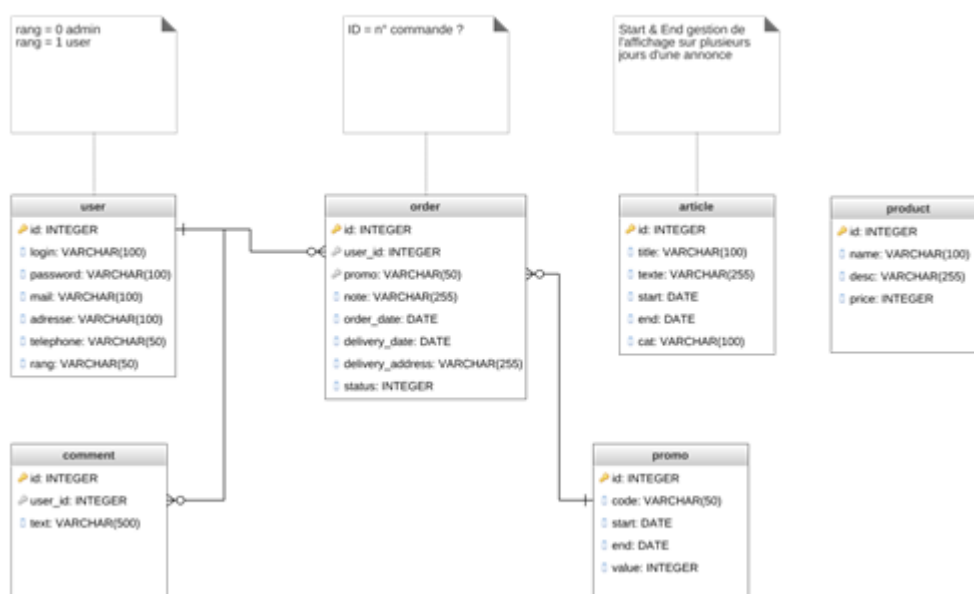 rang = 0 admin
rang = 1 user
ID = n° commande ?
Start & End gestion de
l'affichage sur plusieurs
jours d'une annonce
user
id: INTEGER
login: VARCHAR(100)
password: VARCHAR(100)
mail: VARCHAR(100)
adresse: VARCHAR(100)
telephone: VARCHAR(50)
rang: VARCHAR(50)
order
id: INTEGER
user_id: INTEGER
promo: VARCHAR(50)
note: VARCHAR(255)
order_date: DATE
delivery_date: DATE
delivery_address: VARCHAR(255)
status: INTEGER
article
id: INTEGER
title: VARCHAR(100)
texte: VARCHAR(255)
start: DATE
end: DATE
cat: VARCHAR(100)
product
id: INTEGER
name: VARCHAR(100)
desc: VARCHAR(255)
price: INTEGER
comment
id: INTEGER
user_id: INTEGER
text: VARCHAR(500)
promo
id: INTEGER
code: VARCHAR(50)
start: DATE
end: DATE
value: INTEGER